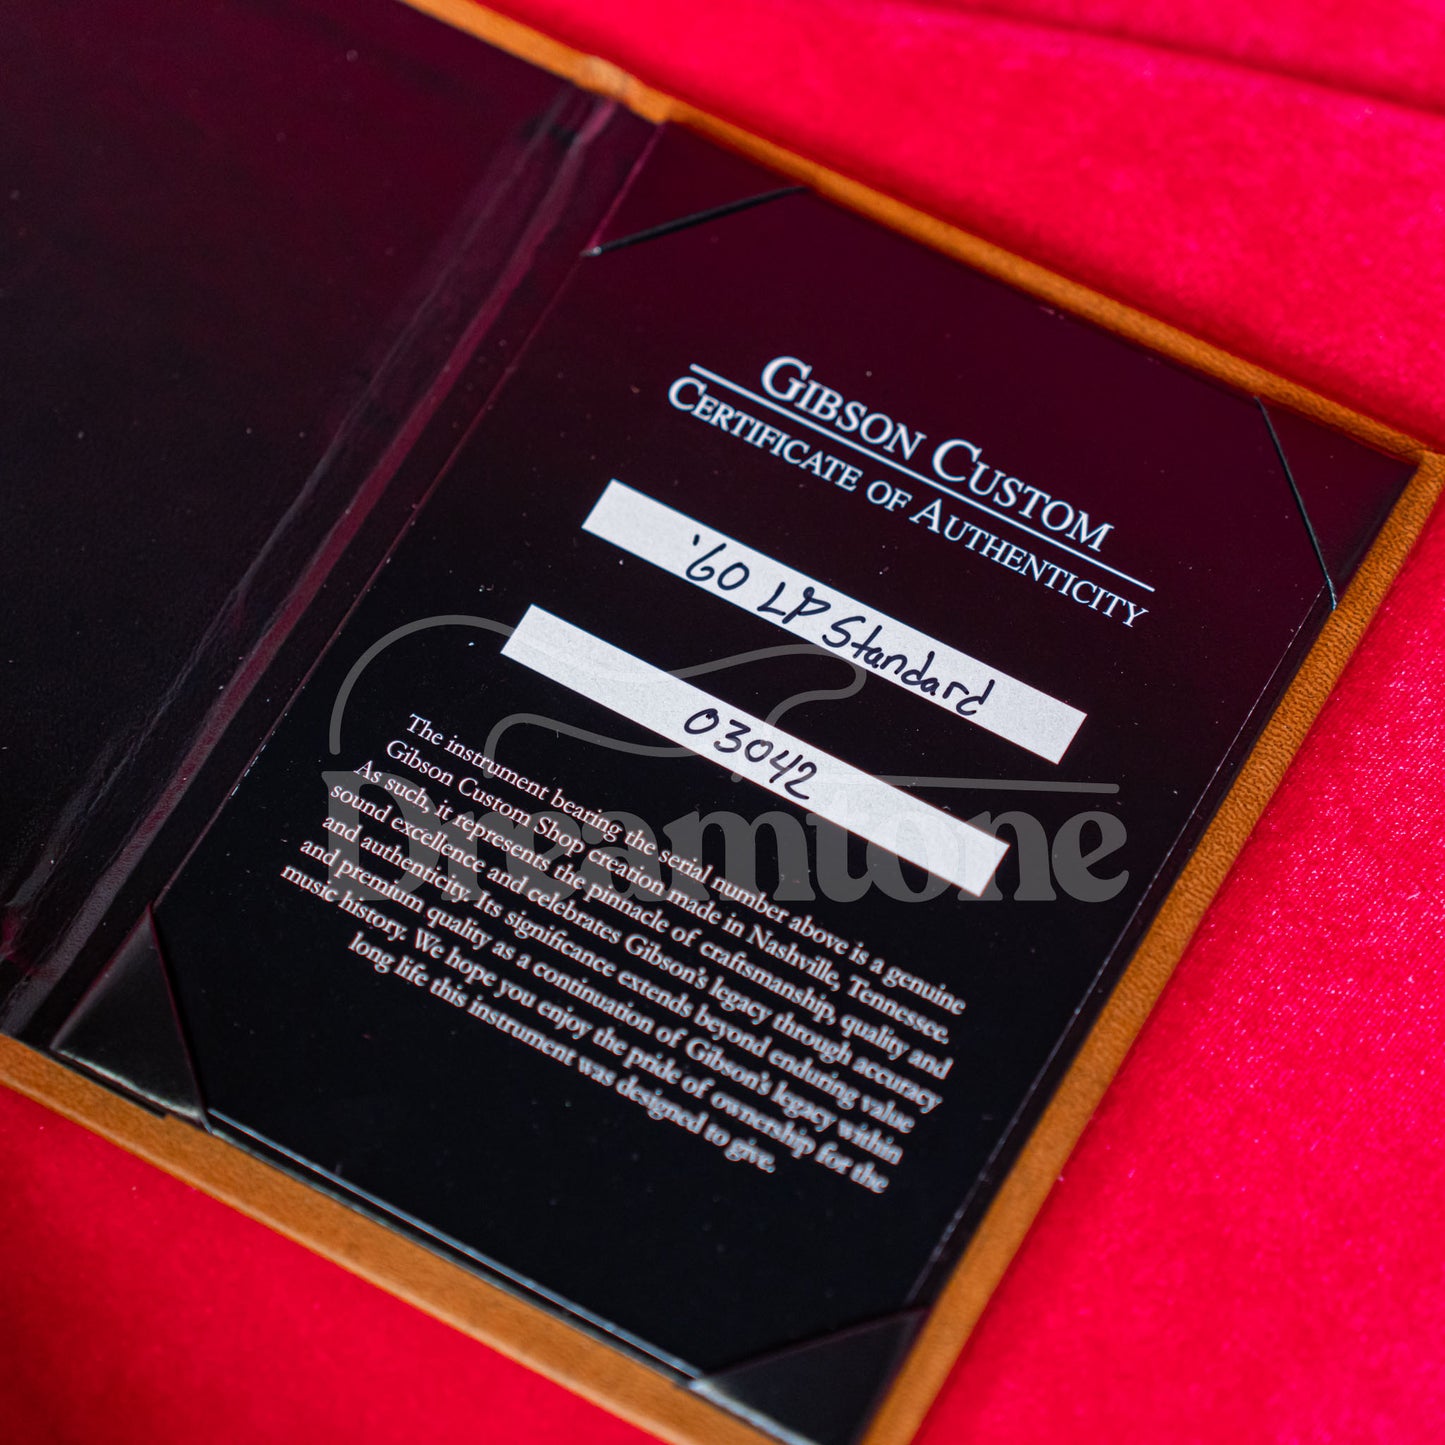 GIBSON CUSTOM
CERTIFICATE OF AUTHENTICITY
'60 LP Standard
03042
The instrument bearing the serial number above is a genuine
Gibson Custom Shop creation made in Nashville, Tennessee.
As such, it represents the pinnacle of craftsmanship, quality and
sound excellence and celebrates Gibson's legacy through accuracy
and authenticity. Its significance extends beyond enduring value
and premium quality as a continuation of Gibson's legacy within
music history. We hope you enjoy the pride of ownership for the
long life this instrument was designed to give.
Dreamtone